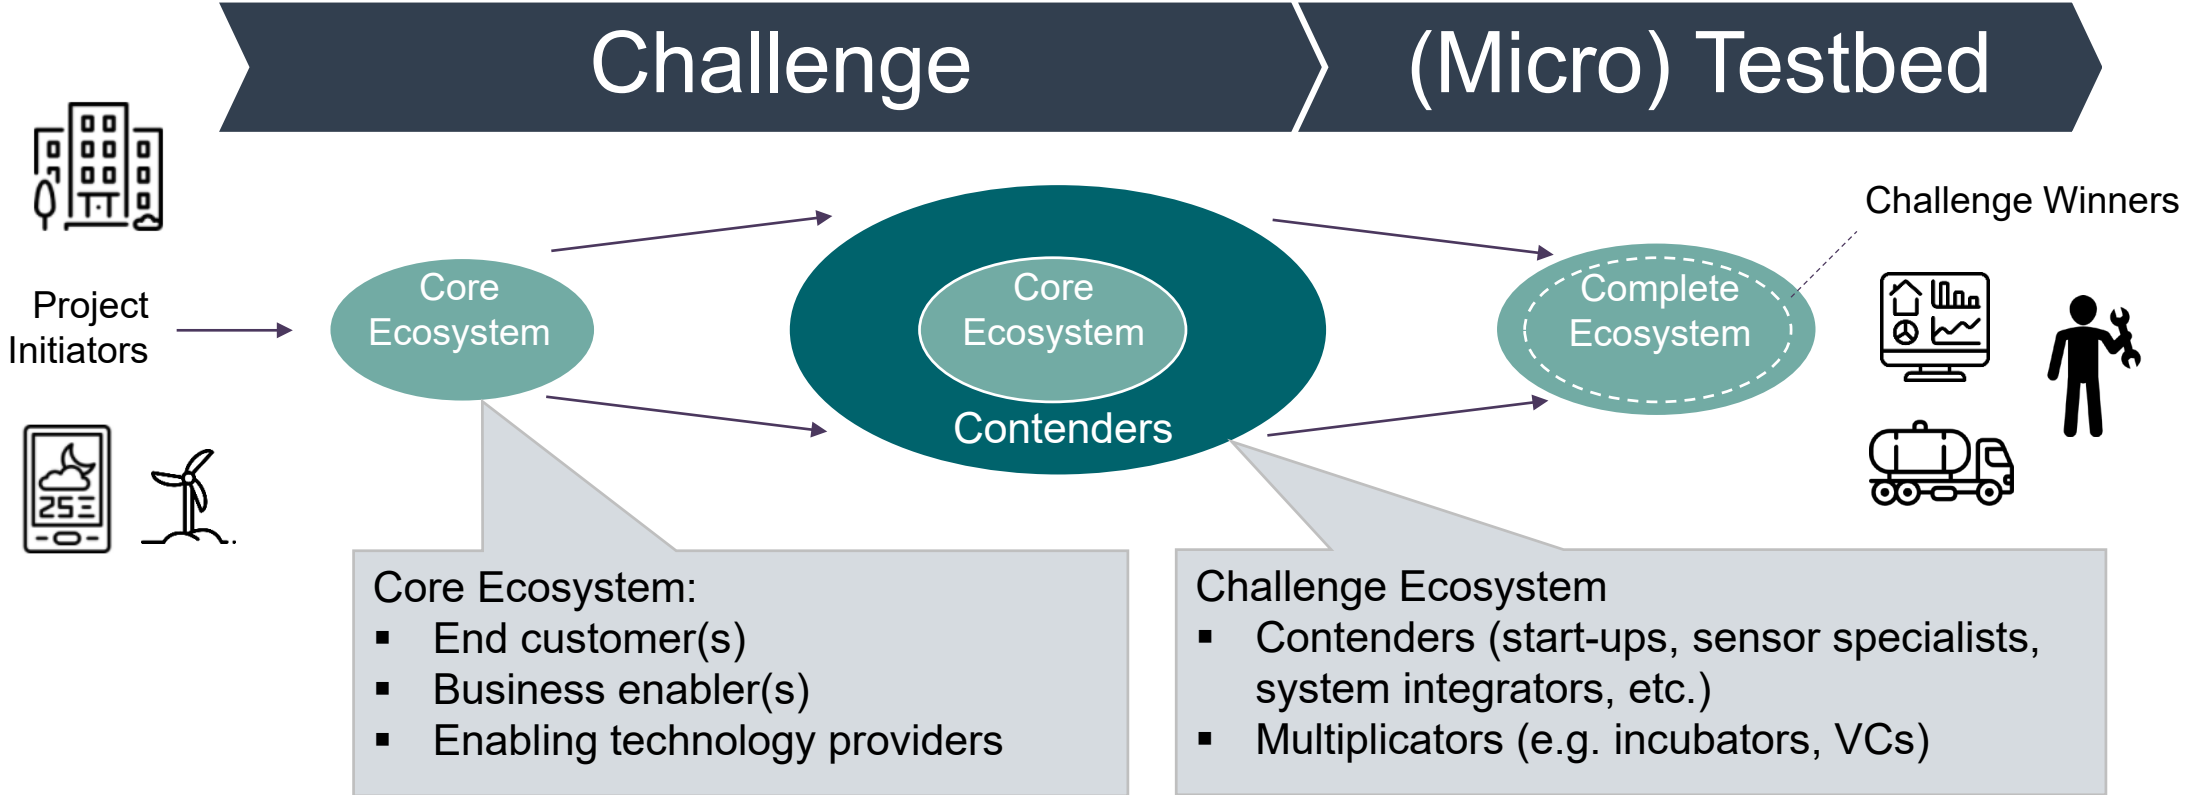 Challenge
(Micro) Testbed
Challenge Winners
Project
Initiators
Core
Ecosystem
Core
Ecosystem
Contenders
Complete
Ecosystem
25
Core Ecosystem:
▪ End customer(s)
▪ Business enabler(s)
▪ Enabling technology providers
Challenge Ecosystem
▪ Contenders (start-ups, sensor specialists,
system integrators, etc.)
▪ Multiplicators (e.g. incubators, VCs)